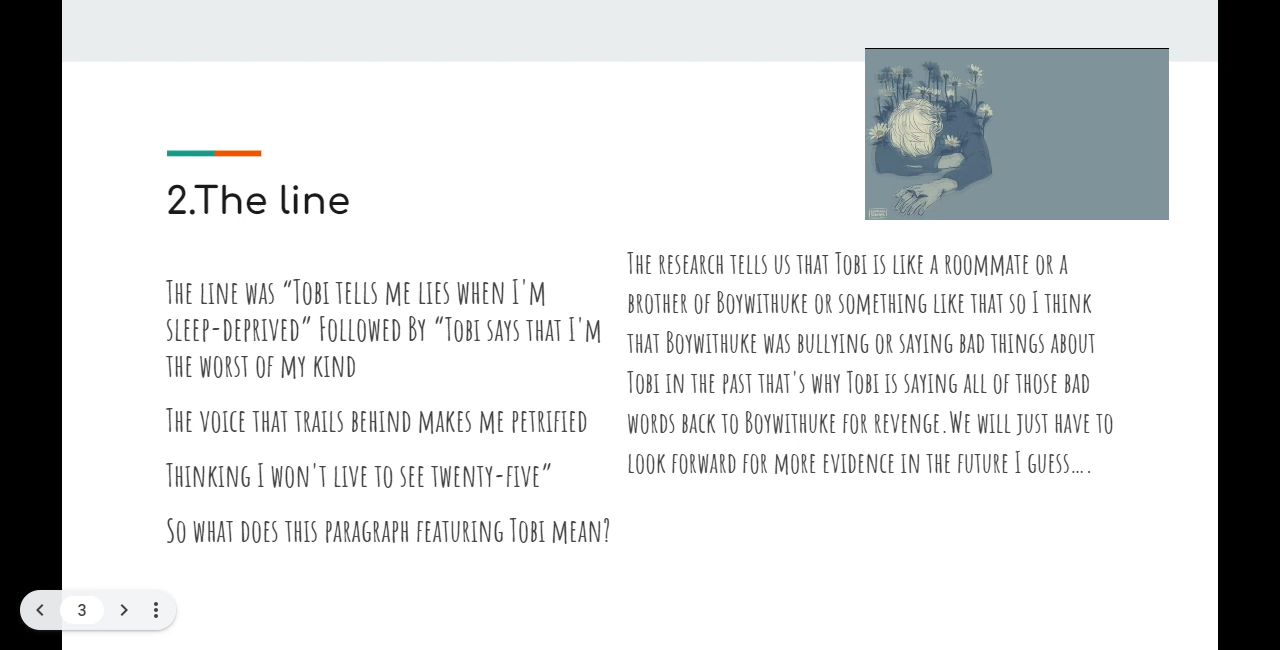 2.The line
The line was “Tobi tells me lies when I'm
sleep-deprived” Followed By “Tobi says that I'm
the worst of my kind
The voice that trails behind makes me petrified
Thinking I won't live to see twenty-five”
So what does this paragraph featuring Tobi mean?
The research tells us that Tobi is like a roommate or a
brother of Boywithuke or something like that so I think
that Boywithuke was bullying or saying bad things about
Tobi in the past that's why Tobi is saying all of those bad
words back to Boywithuke for revenge.We will just have to
look forward for more evidence in the future I guess....
3